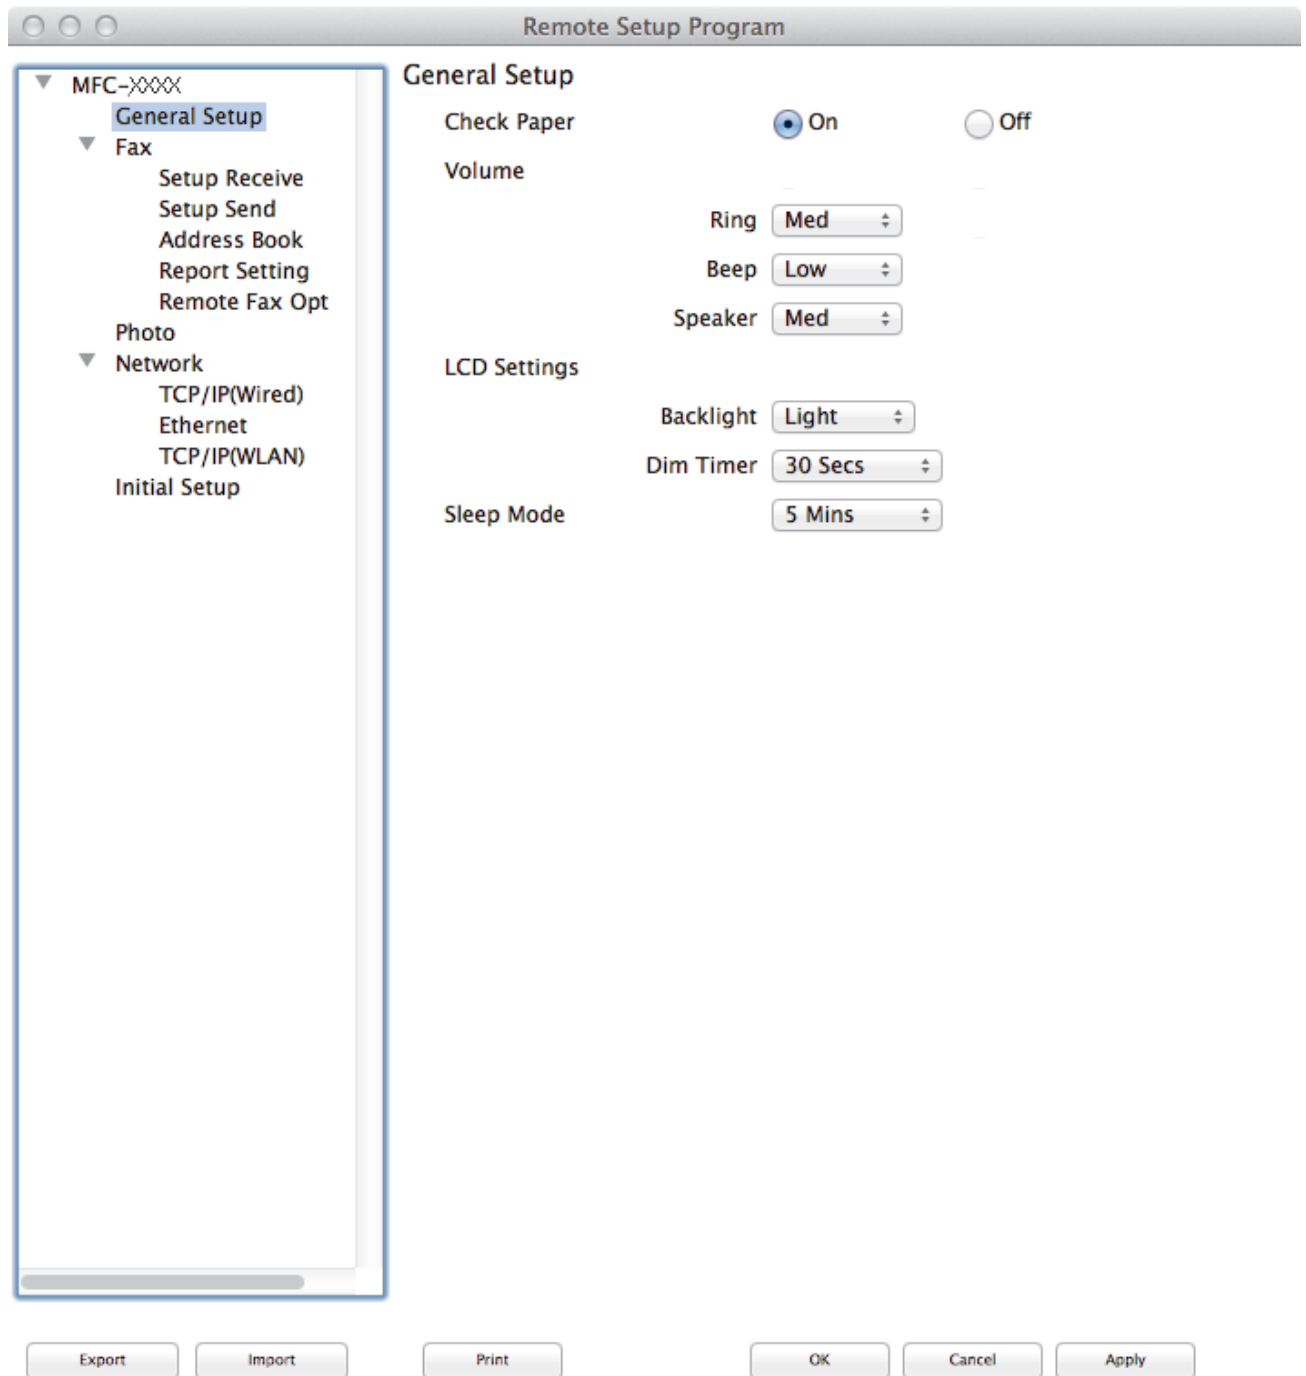 Remote Setup Program
MFC-XXXX
General Setup
Fax
Setup Receive
Setup Send
Address Book
Report Setting
Remote Fax Opt
Photo
Network
TCP/IP(Wired)
Ethernet
TCP/IP(WLAN)
Initial Setup
General Setup
Check Paper On Off
Volume
Ring Med
Beep Low
Speaker Med
LCD Settings
Backlight Light
Dim Timer 30 Secs
Sleep Mode 5 Mins
Export Import Print OK Cancel Apply